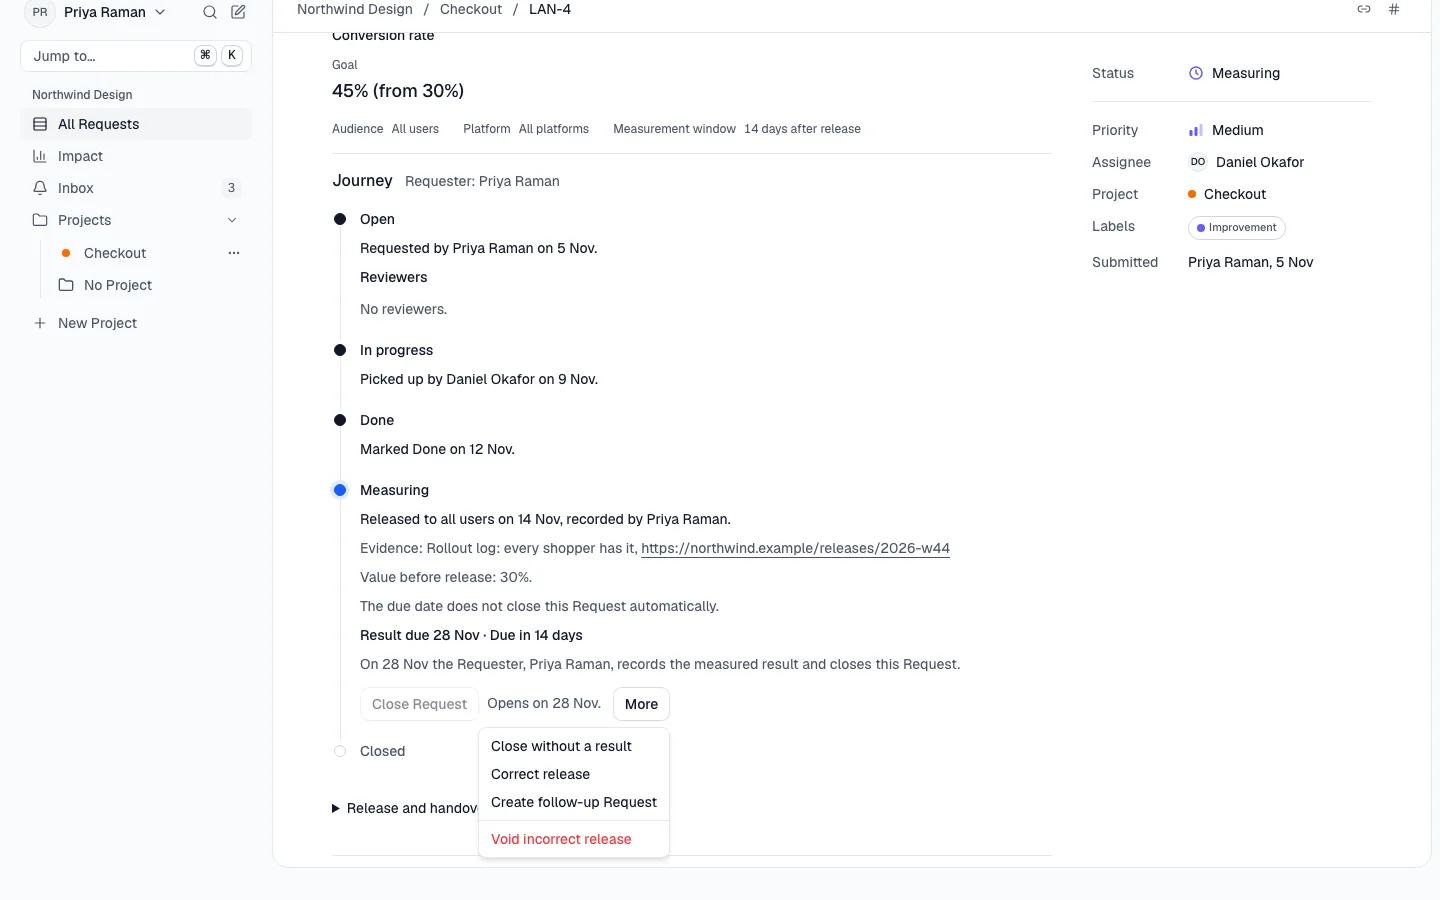 PR Priya Raman
Jump to... ⌘ K
Northwind Design
All Requests
Impact
Inbox 3
Projects
Checkout
No Project
New Project
Northwind Design / Checkout / LAN-4
Conversion rate
Goal
45% (from 30%)
Audience All users Platform All platforms Measurement window 14 days after release
Journey Requester: Priya Raman
Open
Requested by Priya Raman on 5 Nov.
Reviewers
No reviewers.
In progress
Picked up by Daniel Okafor on 9 Nov.
Done
Marked Done on 12 Nov.
Measuring
Released to all users on 14 Nov, recorded by Priya Raman.
Evidence: Rollout log: every shopper has it, https://northwind.example/releases/2026-w44
Value before release: 30%.
The due date does not close this Request automatically.
Result due 28 Nov · Due in 14 days
On 28 Nov the Requester, Priya Raman, records the measured result and closes this Request.
Close Request Opens on 28 Nov. More
Closed
Close without a result
Correct release
Create follow-up Request
Void incorrect release
Release and handov
Status Measuring
Priority Medium
Assignee DO Daniel Okafor
Project Checkout
Labels Improvement
Submitted Priya Raman, 5 Nov